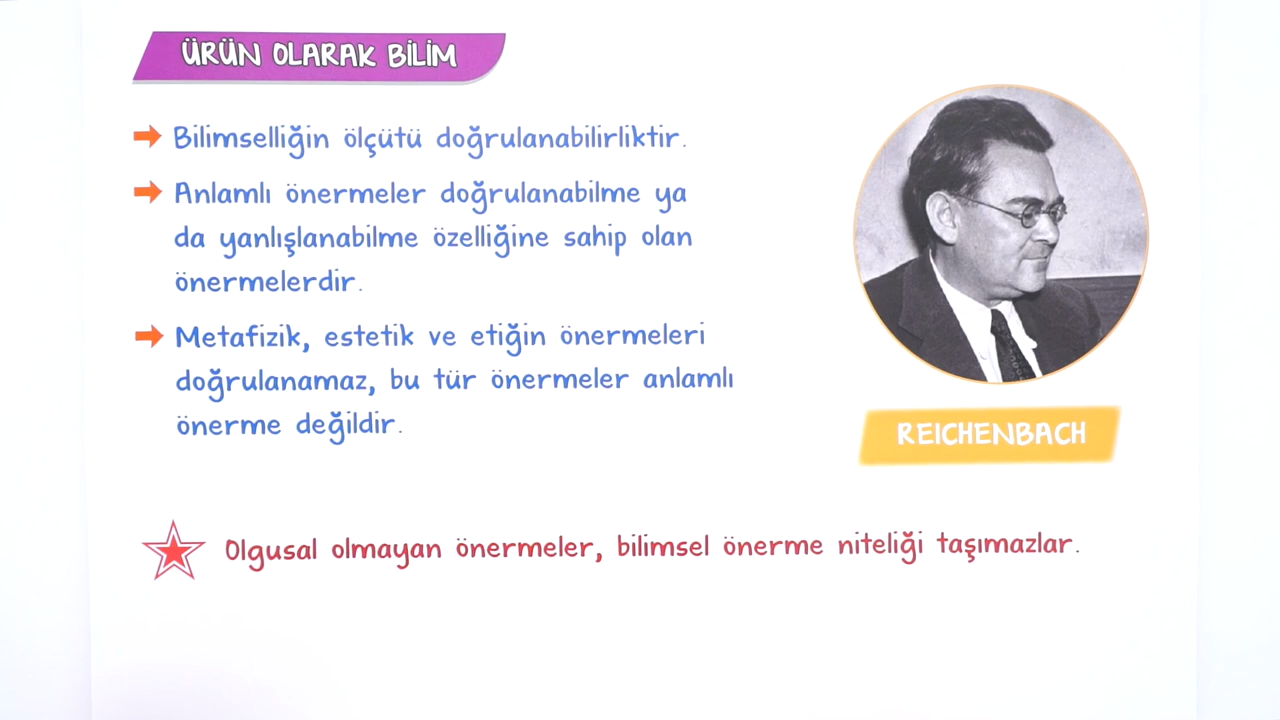 ÜRÜN OLARAK BİLİM
Bilimselliğin ölçütü doğrulanabilirliktir.
Anlamlı önermeler doğrulanabilme ya
da yanlışlanabilme özelliğine sahip olan
önermelerdir.
Metafizik, estetik ve etiğin önermeleri
doğrulanamaz, bu tür önermeler anlamlı
önerme değildir.
REICHENBACH
Olgusal olmayan önermeler, bilimsel önerme niteliği taşımazlar.